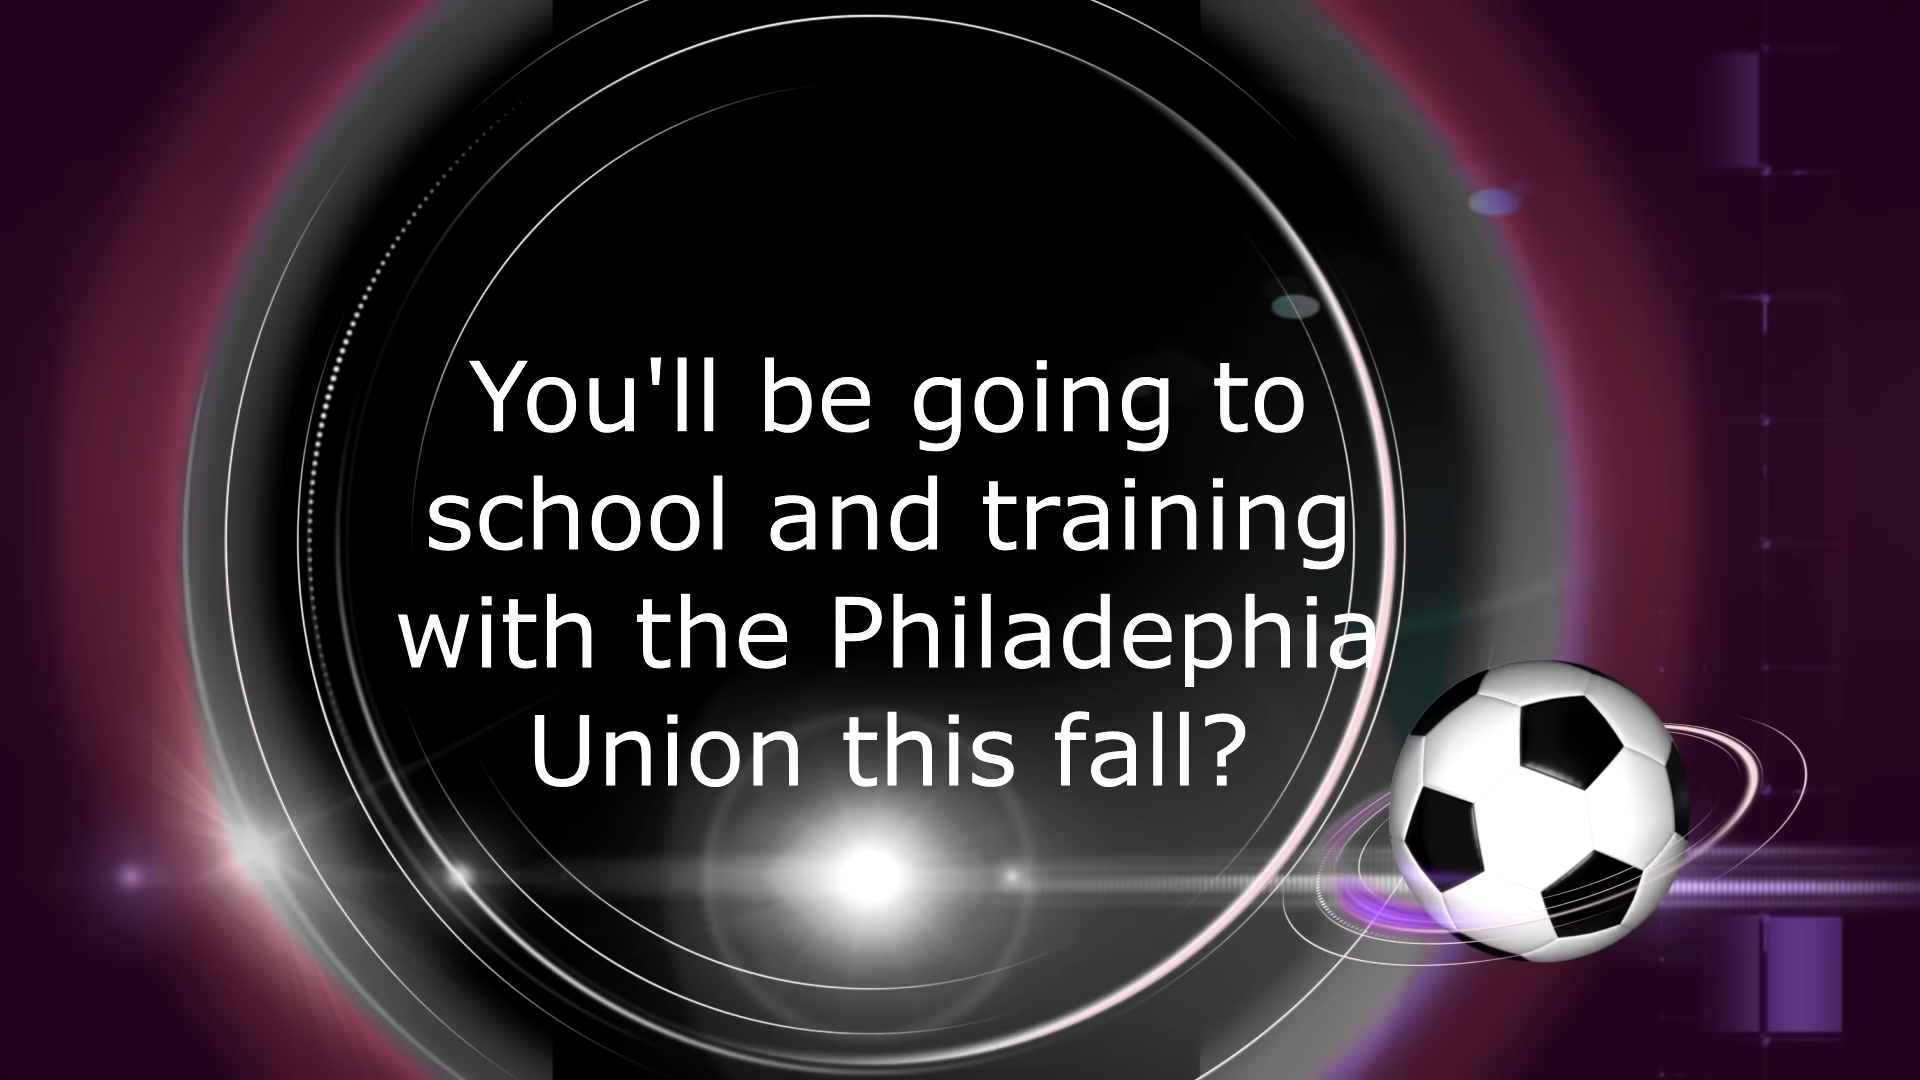 You'll be going to
school and training
with the Philadephia
Union this fall?